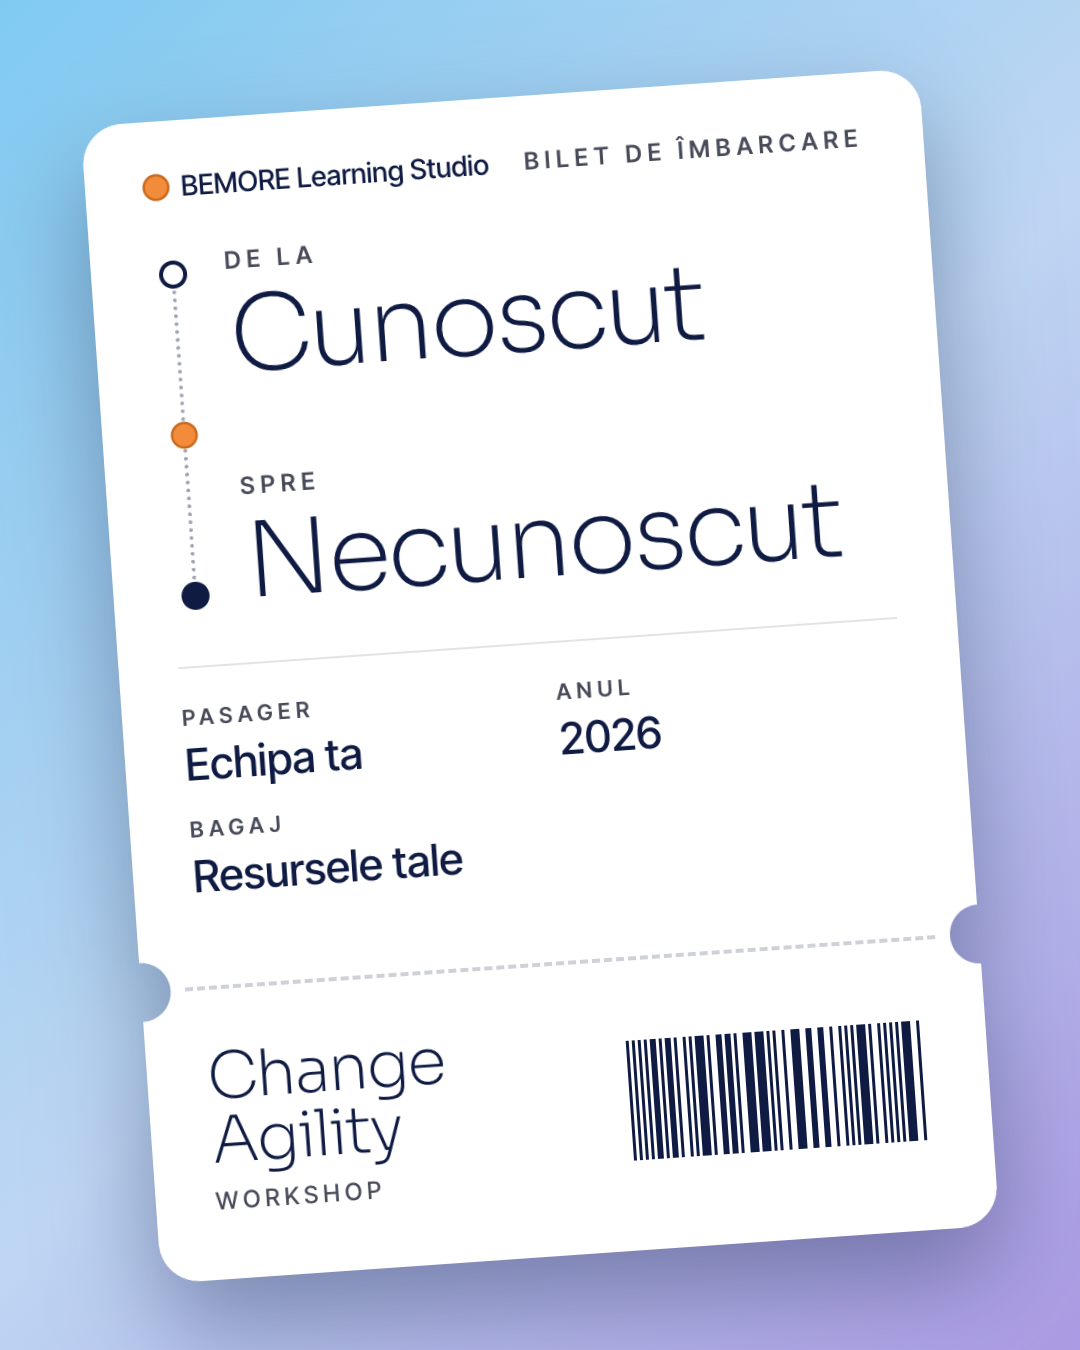 BEMORE Learning Studio
BILET DE ÎMBARCARE
DE LA
Cunoscut
SPRE
Necunoscut
PASAGER
Echipa ta
ANUL
2026
BAGAJ
Resursele tale
Change
Agility
WORKSHOP